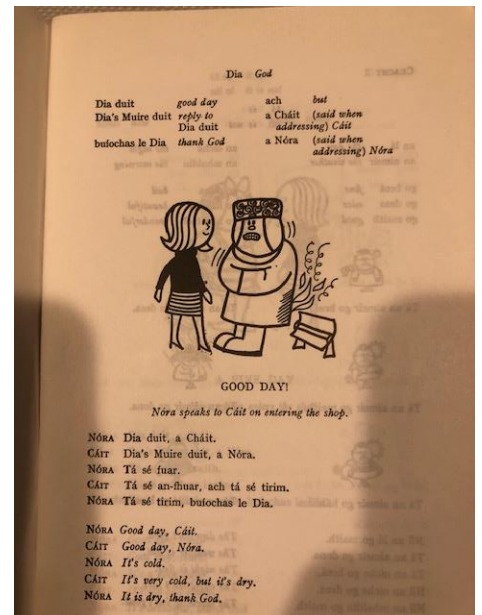 Dia God
Dia duit good day
Dia's Muire duit reply to
Dia duit
buíochas le Dia thank God
ach but
a Cháit (said when
addressing) Cáit
a Nóra (said when
addressing) Nóra
GOOD DAY!
Nóra speaks to Cáit on entering the shop.
NÓRA Dia duit, a Cháit.
CÁIT Dia's Muire duit, a Nóra.
NÓRA Tá sé fuar.
CÁIT Tá sé an-fhuar, ach tá sé tirim.
NÓRA Tá sé tirim, buíochas le Dia.
NÓRA Good day, Cáit.
CÁIT Good day, Nóra.
NÓRA It's cold.
CÁIT It's very cold, but it's dry.
NÓRA It is dry, thank God.